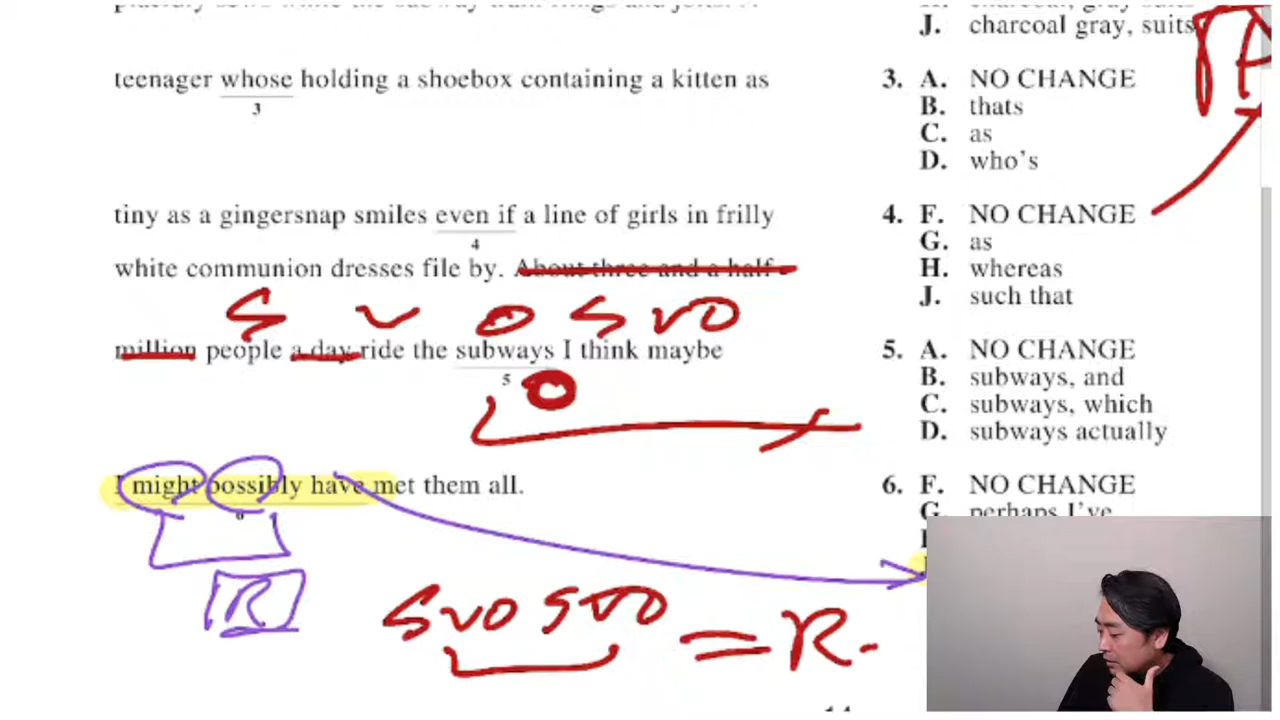 J. charcoal gray, suits
teenager whose holding a shoebox containing a kitten as
3
3. A. NO CHANGE
B. thats
C. as
D. who's
tiny as a gingersnap smiles even if a line of girls in frilly
4
white communion dresses file by. About three and a half
S V O S V O
million people a day ride the subways I think maybe
5 O
4. F. NO CHANGE
G. as
H. whereas
J. such that
5. A. NO CHANGE
B. subways, and
C. subways, which
D. subways actually
I might possibly have met them all.
R
SVO SVO = R.
6. F. NO CHANGE
G. perhaps I've